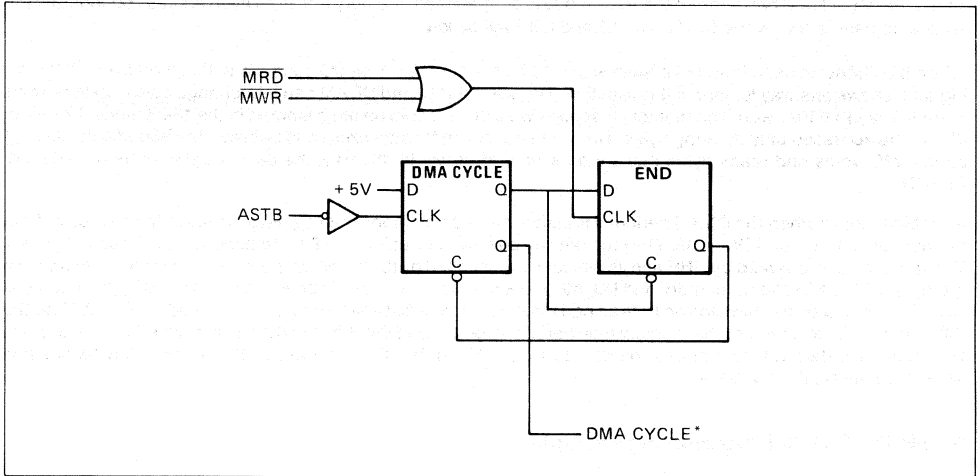 MRD
MWR
DMA CYCLE
END
+5V
D
Q
D
ASTB
CLK
CLK
Q
Q
C
C
DMA CYCLE*